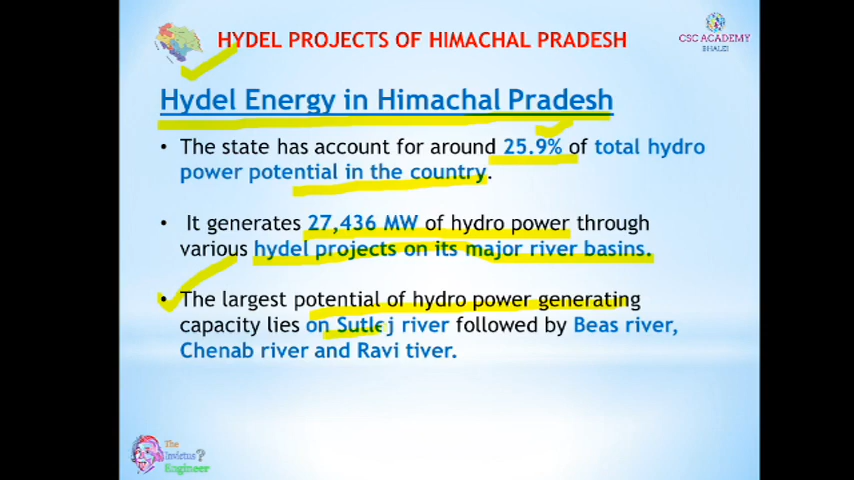 HYDEL PROJECTS OF HIMACHAL PRADESH
CSC ACADEMY
BHALEI
Hydel Energy in Himachal Pradesh
• The state has account for around 25.9% of total hydro
power potential in the country.
• It generates 27,436 MW of hydro power through
various hydel projects on its major river basins.
• The largest potential of hydro power generating
capacity lies on Sutlej river followed by Beas river,
Chenab river and Ravi tiver.
The
Invictus?
Engineer